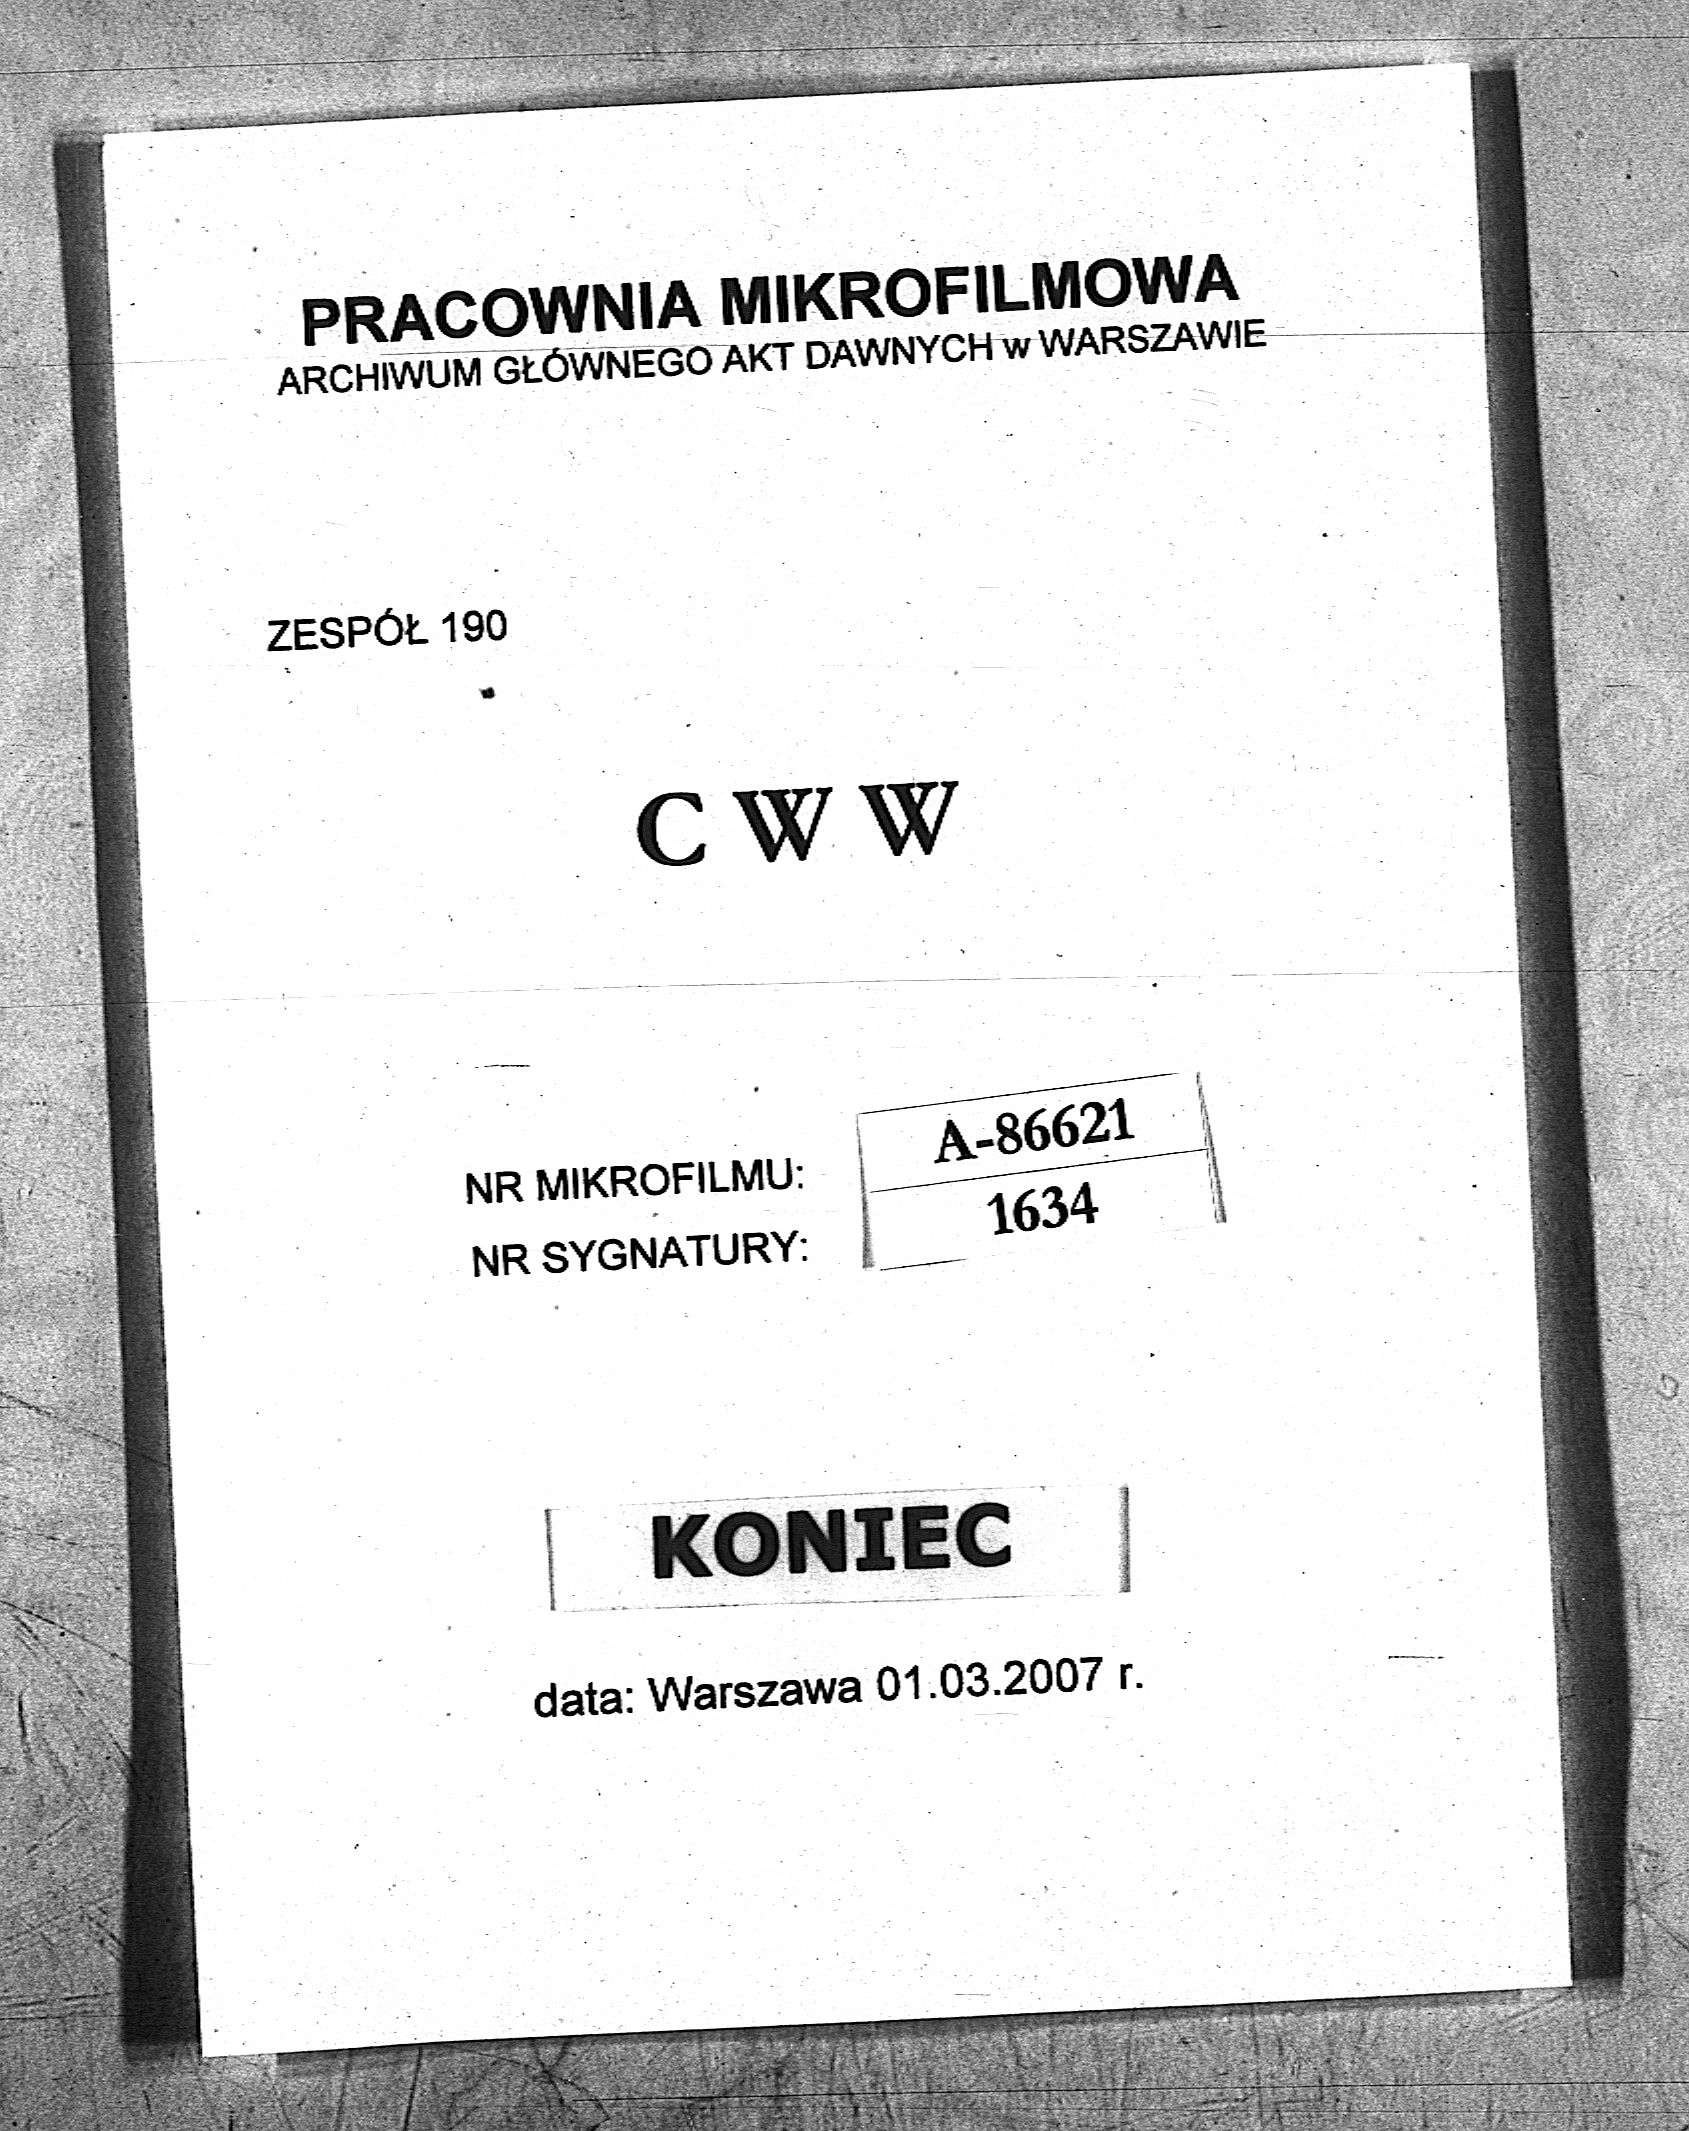 PRACOWNIA MIKROFILMOWA
ARCHIWUM GŁÓWNEGO AKT DAWNYCH w WARSZAWIE
ZESPÓŁ 190
C W W
NR MIKROFILMU: A-86621
NR SYGNATURY: 1634
KONIEC
data: Warszawa 01.03.2007 r.